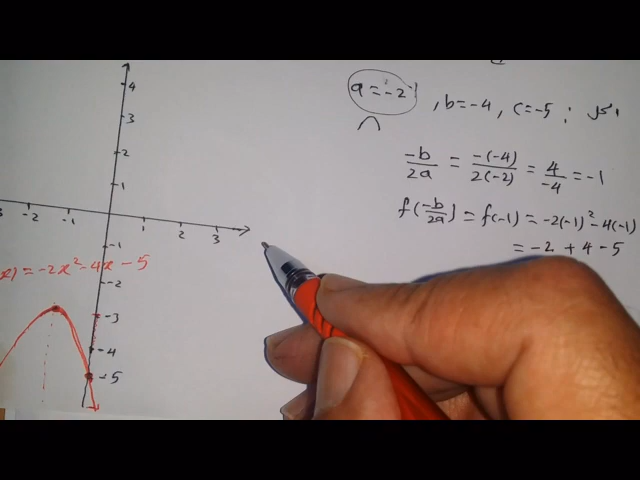 a = -2, b = -4, c = -5 ;
-b/2a = -(-4)/2(-2) = 4/-4 = -1
f(-b/2a) = f(-1) = -2(-1)² - 4(-1)
= -2 + 4 - 5
x) = -2x² - 4x - 5
4
3
2
1
-2 -1 1 2 3
-1
-2
-3
-4
-5